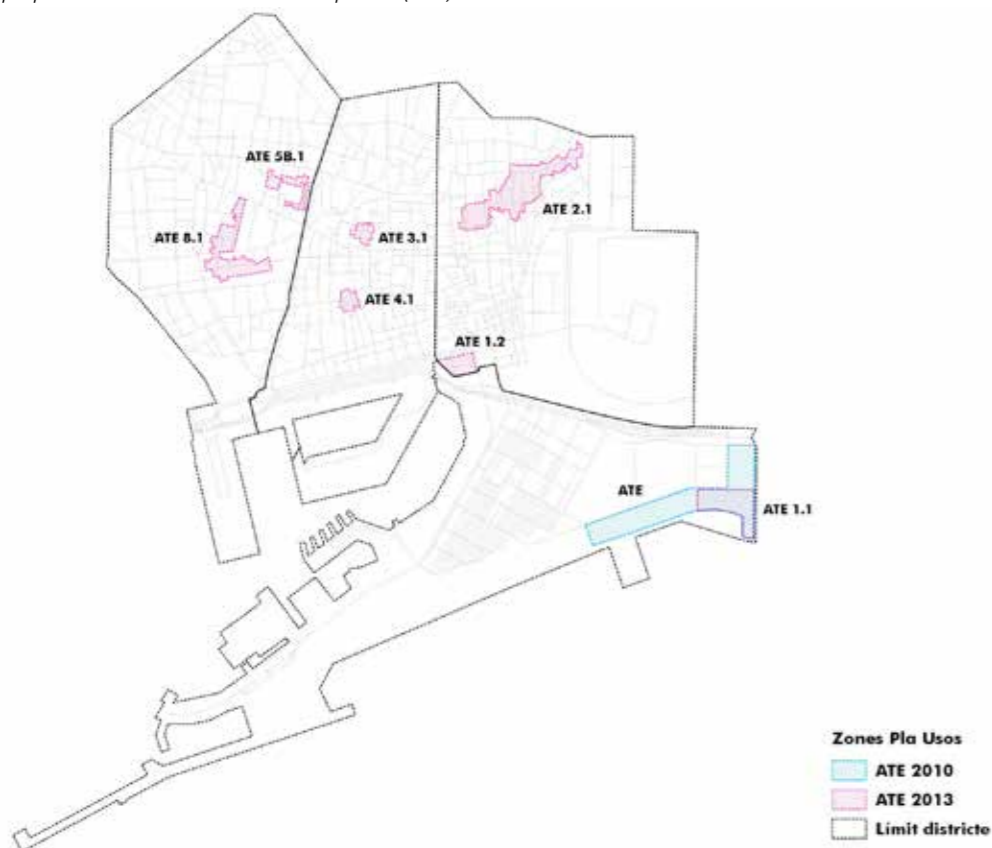 ATE 5B.1
ATE 8.1
ATE 3.1
ATE 2.1
ATE 4.1
ATE 1.2
ATE
ATE 1.1
Zones Pla Usos
ATE 2010
ATE 2013
Límit districte